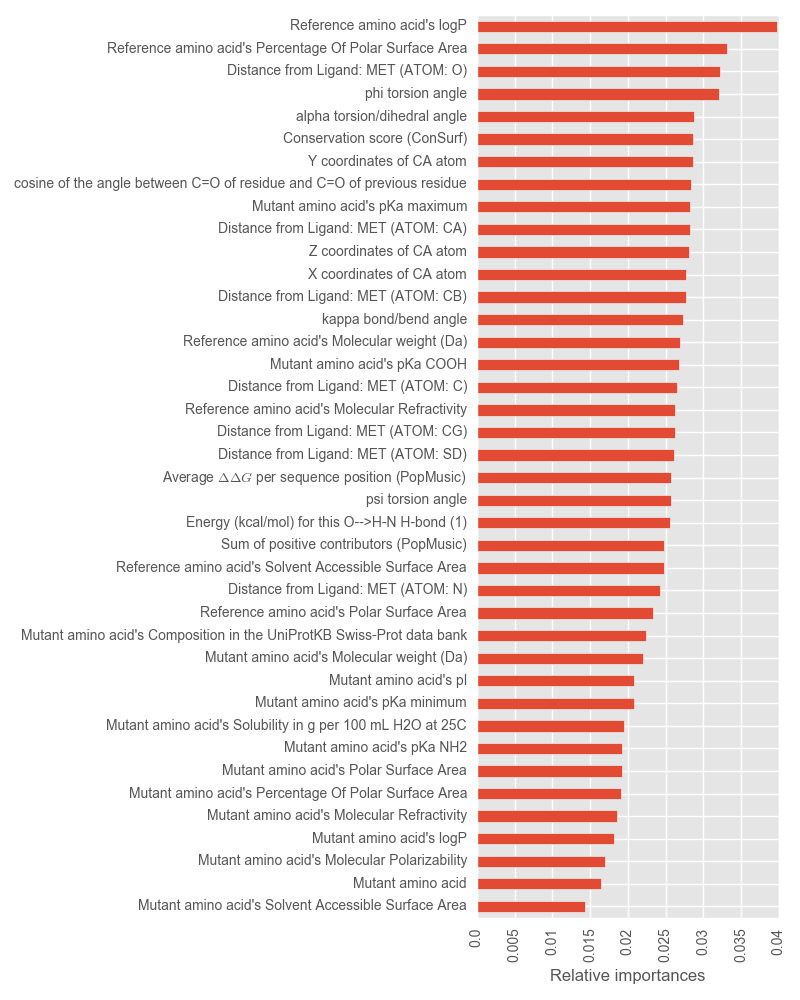 Reference amino acid's logP
Reference amino acid's Percentage Of Polar Surface Area
Distance from Ligand: MET (ATOM: O)
phi torsion angle
alpha torsion/dihedral angle
Conservation score (ConSurf)
Y coordinates of CA atom
cosine of the angle between C=O of residue and C=O of previous residue
Mutant amino acid's pKa maximum
Distance from Ligand: MET (ATOM: CA)
Z coordinates of CA atom
X coordinates of CA atom
Distance from Ligand: MET (ATOM: CB)
kappa bond/bend angle
Reference amino acid's Molecular weight (Da)
Mutant amino acid's pKa COOH
Distance from Ligand: MET (ATOM: C)
Reference amino acid's Molecular Refractivity
Distance from Ligand: MET (ATOM: CG)
Distance from Ligand: MET (ATOM: SD)
Average ΔΔG per sequence position (PopMusic)
psi torsion angle
Energy (kcal/mol) for this O-->H-N H-bond (1)
Sum of positive contributors (PopMusic)
Reference amino acid's Solvent Accessible Surface Area
Distance from Ligand: MET (ATOM: N)
Reference amino acid's Polar Surface Area
Mutant amino acid's Composition in the UniProtKB Swiss-Prot data bank
Mutant amino acid's Molecular weight (Da)
Mutant amino acid's pI
Mutant amino acid's pKa minimum
Mutant amino acid's Solubility in g per 100 mL H2O at 25C
Mutant amino acid's pKa NH2
Mutant amino acid's Polar Surface Area
Mutant amino acid's Percentage Of Polar Surface Area
Mutant amino acid's Molecular Refractivity
Mutant amino acid's logP
Mutant amino acid's Molecular Polarizability
Mutant amino acid
Mutant amino acid's Solvent Accessible Surface Area
0.0
0.005
0.01
0.015
0.02
0.025
0.03
0.035
0.04
Relative importances